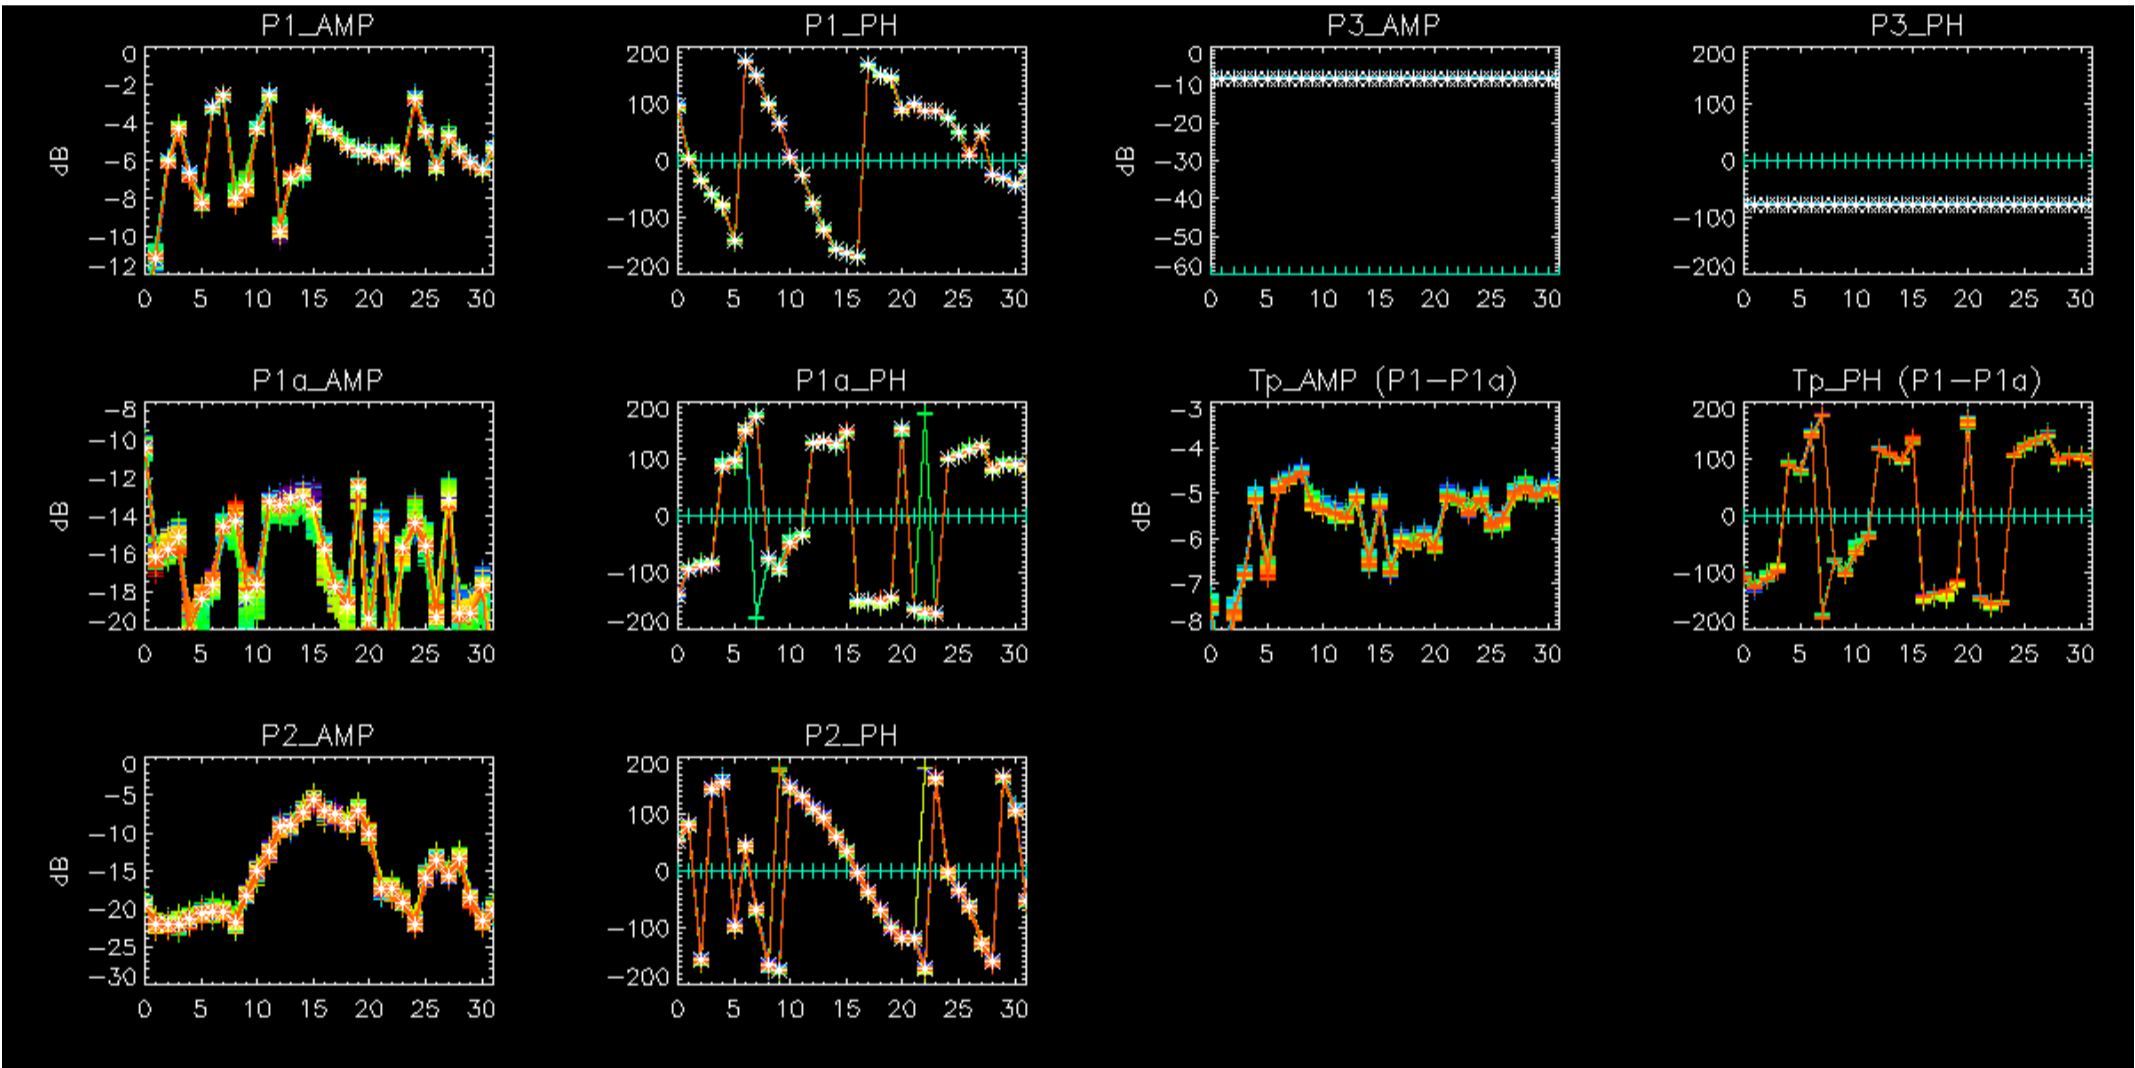 P1_AMP
P1_PH
P3_AMP
P3_PH
0
-2
-4
-6
-8
-10
-12
dB
0 5 10 15 20 25 30
200
100
0
-100
-200
0 5 10 15 20 25 30
0
-10
-20
-30
-40
-50
-60
dB
0 5 10 15 20 25 30
200
100
0
-100
-200
0 5 10 15 20 25 30
P1a_AMP
P1a_PH
Tp_AMP (P1-P1a)
Tp_PH (P1-P1a)
-8
-10
-12
-14
-16
-18
-20
dB
0 5 10 15 20 25 30
200
100
0
-100
-200
0 5 10 15 20 25 30
-3
-4
-5
-6
-7
-8
dB
0 5 10 15 20 25 30
200
100
0
-100
-200
0 5 10 15 20 25 30
P2_AMP
P2_PH
0
-5
-10
-15
-20
-25
-30
dB
0 5 10 15 20 25 30
200
100
0
-100
-200
0 5 10 15 20 25 30